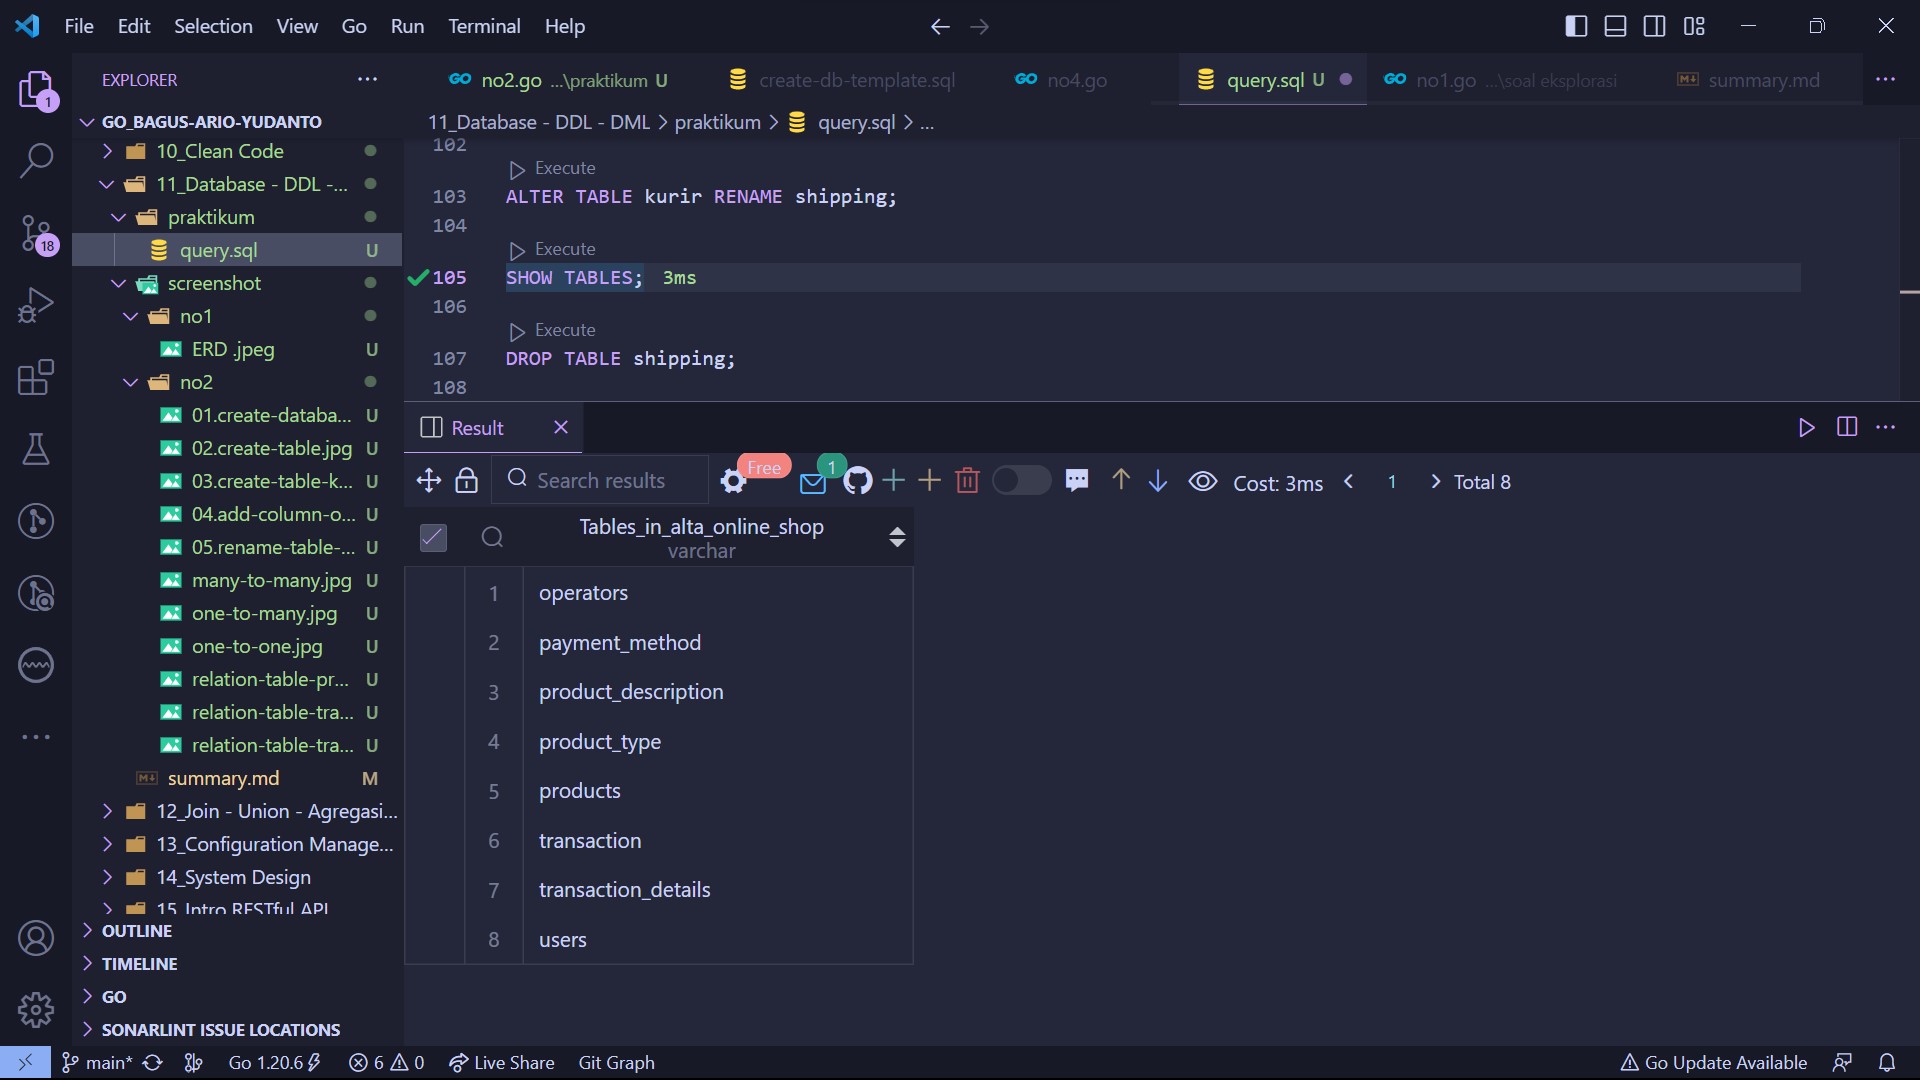 File Edit Selection View Go Run Terminal Help
EXPLORER
no2.go ...\praktikum U
create-db-template.sql
no4.go
query.sql U
no1.go ...\soal eksplorasi
summary.md
1
GO_BAGUS-ARIO-YUDANTO
11_Database - DDL - DML > praktikum > query.sql > ...
10_Clean Code
11_Database - DDL -...
praktikum
query.sql U
18
screenshot
no1
ERD .jpeg U
no2
01.create-databa... U
02.create-table.jpg U
03.create-table-k... U
04.add-column-o... U
05.rename-table-... U
many-to-many.jpg U
one-to-many.jpg U
one-to-one.jpg U
relation-table-pr... U
relation-table-tra... U
relation-table-tra... U
summary.md M
12_Join - Union - Agregasi...
13_Configuration Manage...
14_System Design
15_Intro RESTful API
OUTLINE
TIMELINE
GO
SONARLINT ISSUE LOCATIONS
102
Execute
103 ALTER TABLE kurir RENAME shipping;
104
Execute
105 SHOW TABLES; 3ms
106
Execute
107 DROP TABLE shipping;
108
Result
Search results
Free
1
Cost: 3ms < 1 > Total 8
Tables_in_alta_online_shop
varchar
1 operators
2 payment_method
3 product_description
4 product_type
5 products
6 transaction
7 transaction_details
8 users
main* Go 1.20.6 6 0 Live Share Git Graph
Go Update Available